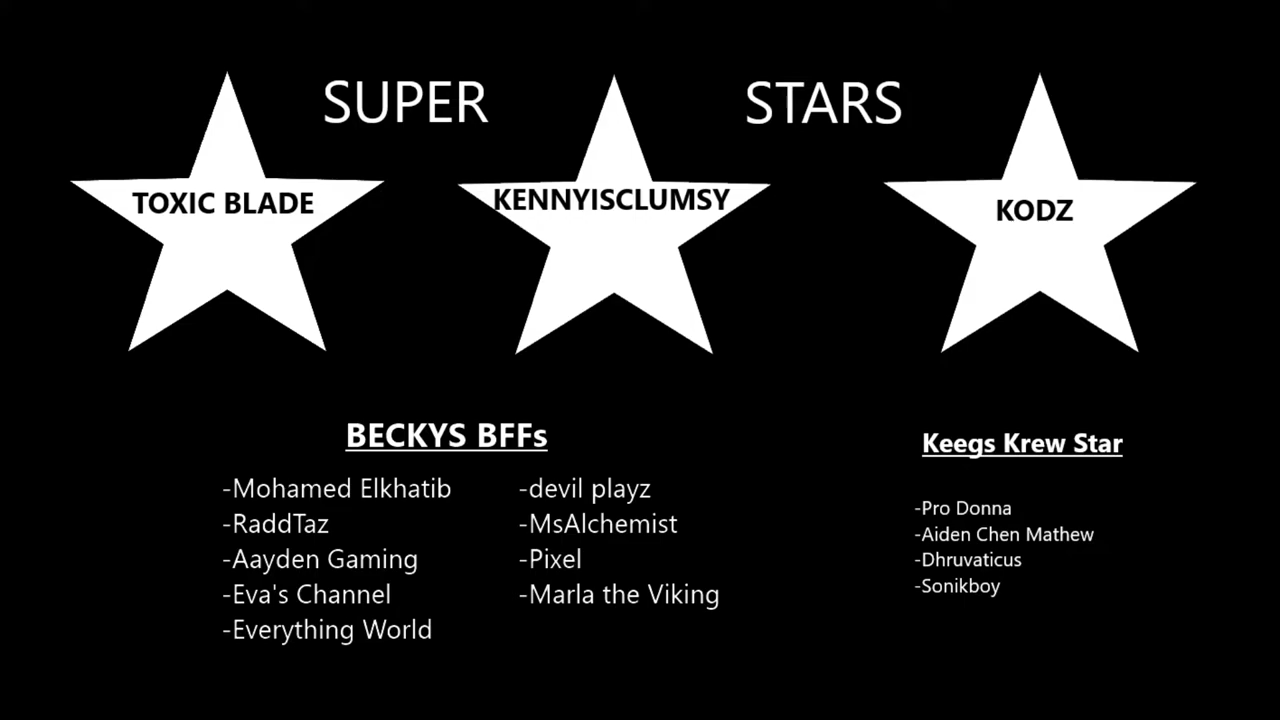 SUPER STARS
TOXIC BLADE
KENNYISCLUMSY
KODZ
BECKYS BFFs
-Mohamed Elkhatib
-RaddTaz
-Aayden Gaming
-Eva's Channel
-Everything World
-devil playz
-MsAlchemist
-Pixel
-Marla the Viking
Keegs Krew Star
-Pro Donna
-Aiden Chen Mathew
-Dhruvaticus
-Sonikboy